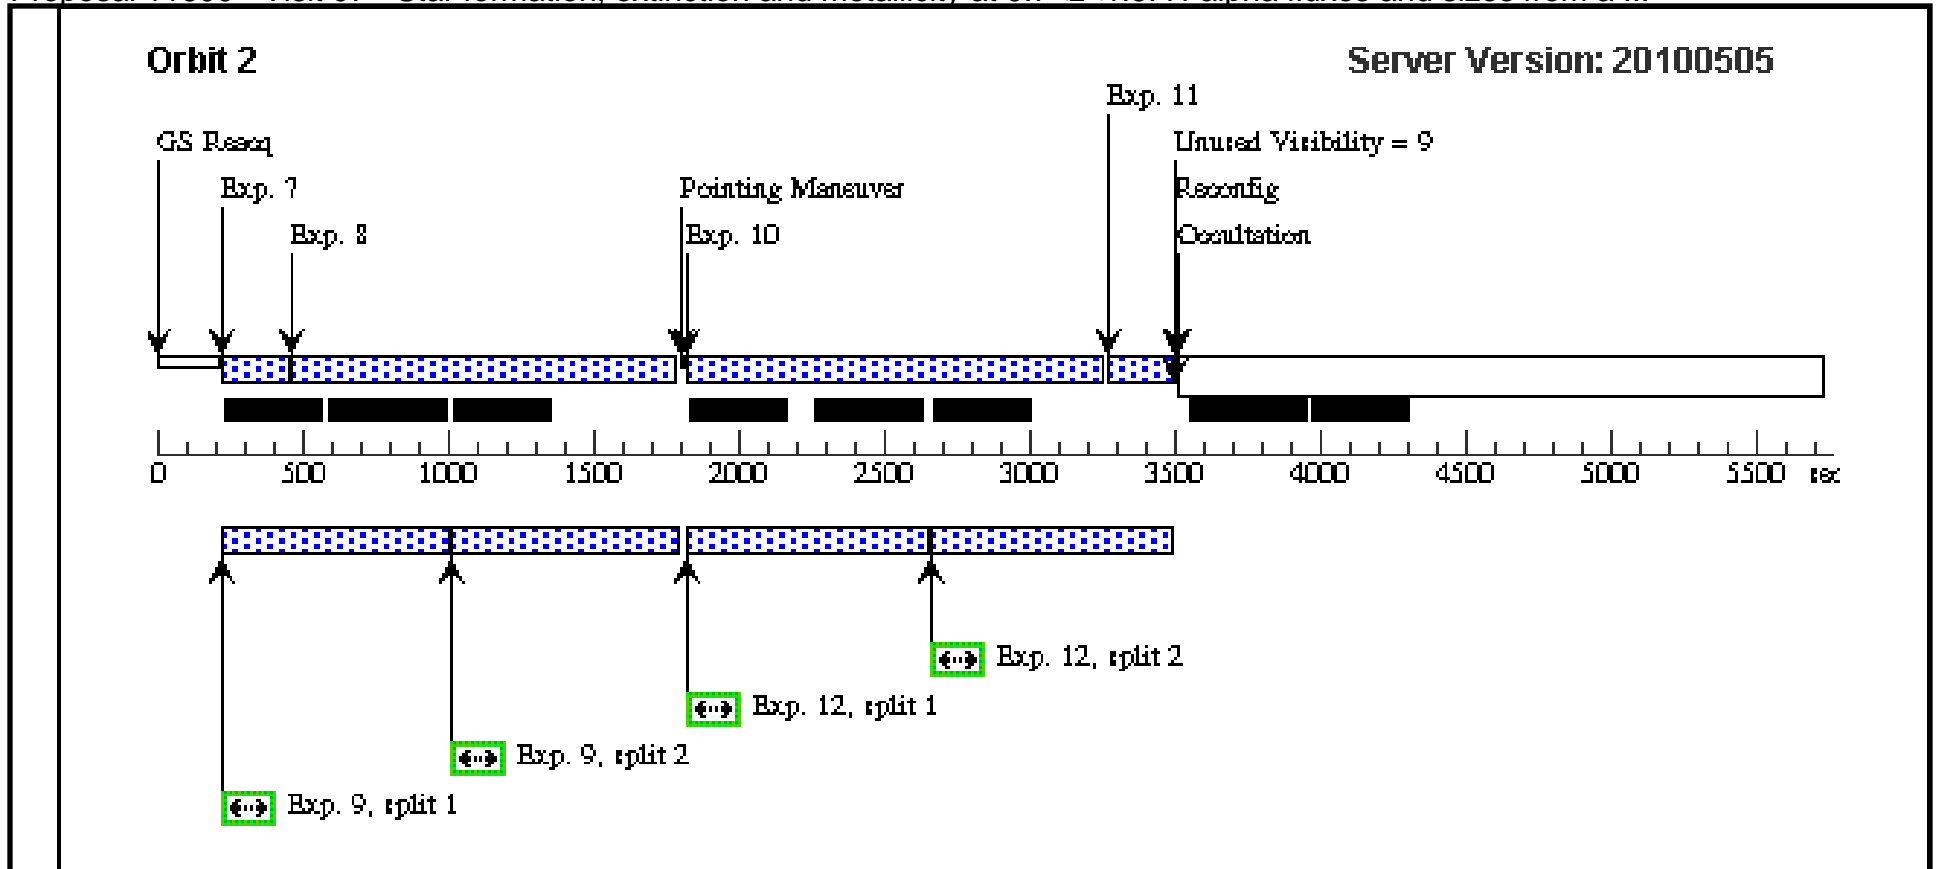 Orbit 2
Server Version: 20100505
Exp. 11
GS Reacq
Unused Visibility = 9
Exp. 7
Pointing Maneuver
Reconfig
Exp. 8
Exp. 10
Occultation
0 500 1000 1500 2000 2500 3000 3500 4000 4500 5000 5500 sec
Exp. 12, split 2
Exp. 12, split 1
Exp. 9, split 2
Exp. 9, split 1